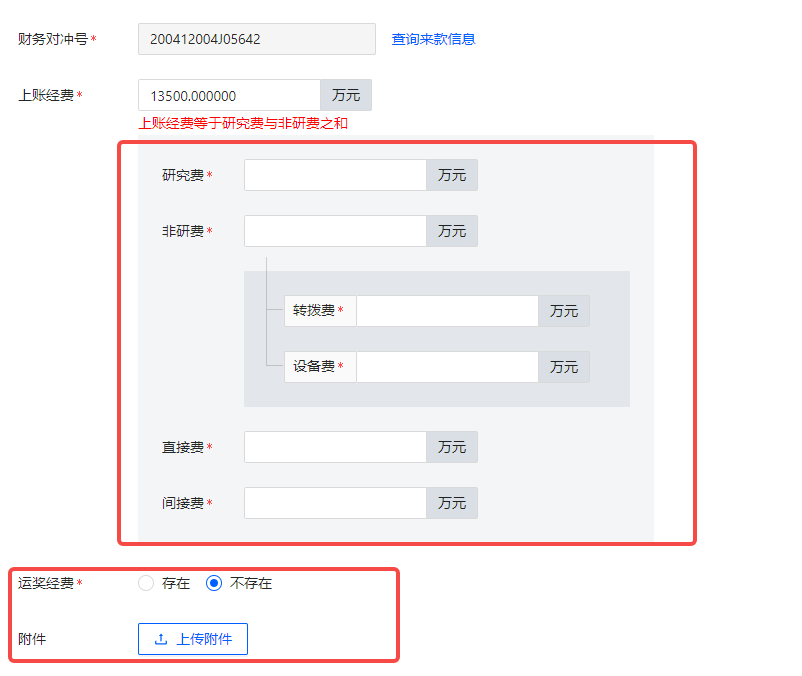 财务对冲号* 200412004J05642 查询来款信息
上账经费* 13500.000000 万元
上账经费等于研究费与非研费之和
研究费* 万元
非研费* 万元
转拨费* 万元
设备费* 万元
直接费* 万元
间接费* 万元
运奖经费* 存在 不存在
附件 上传附件